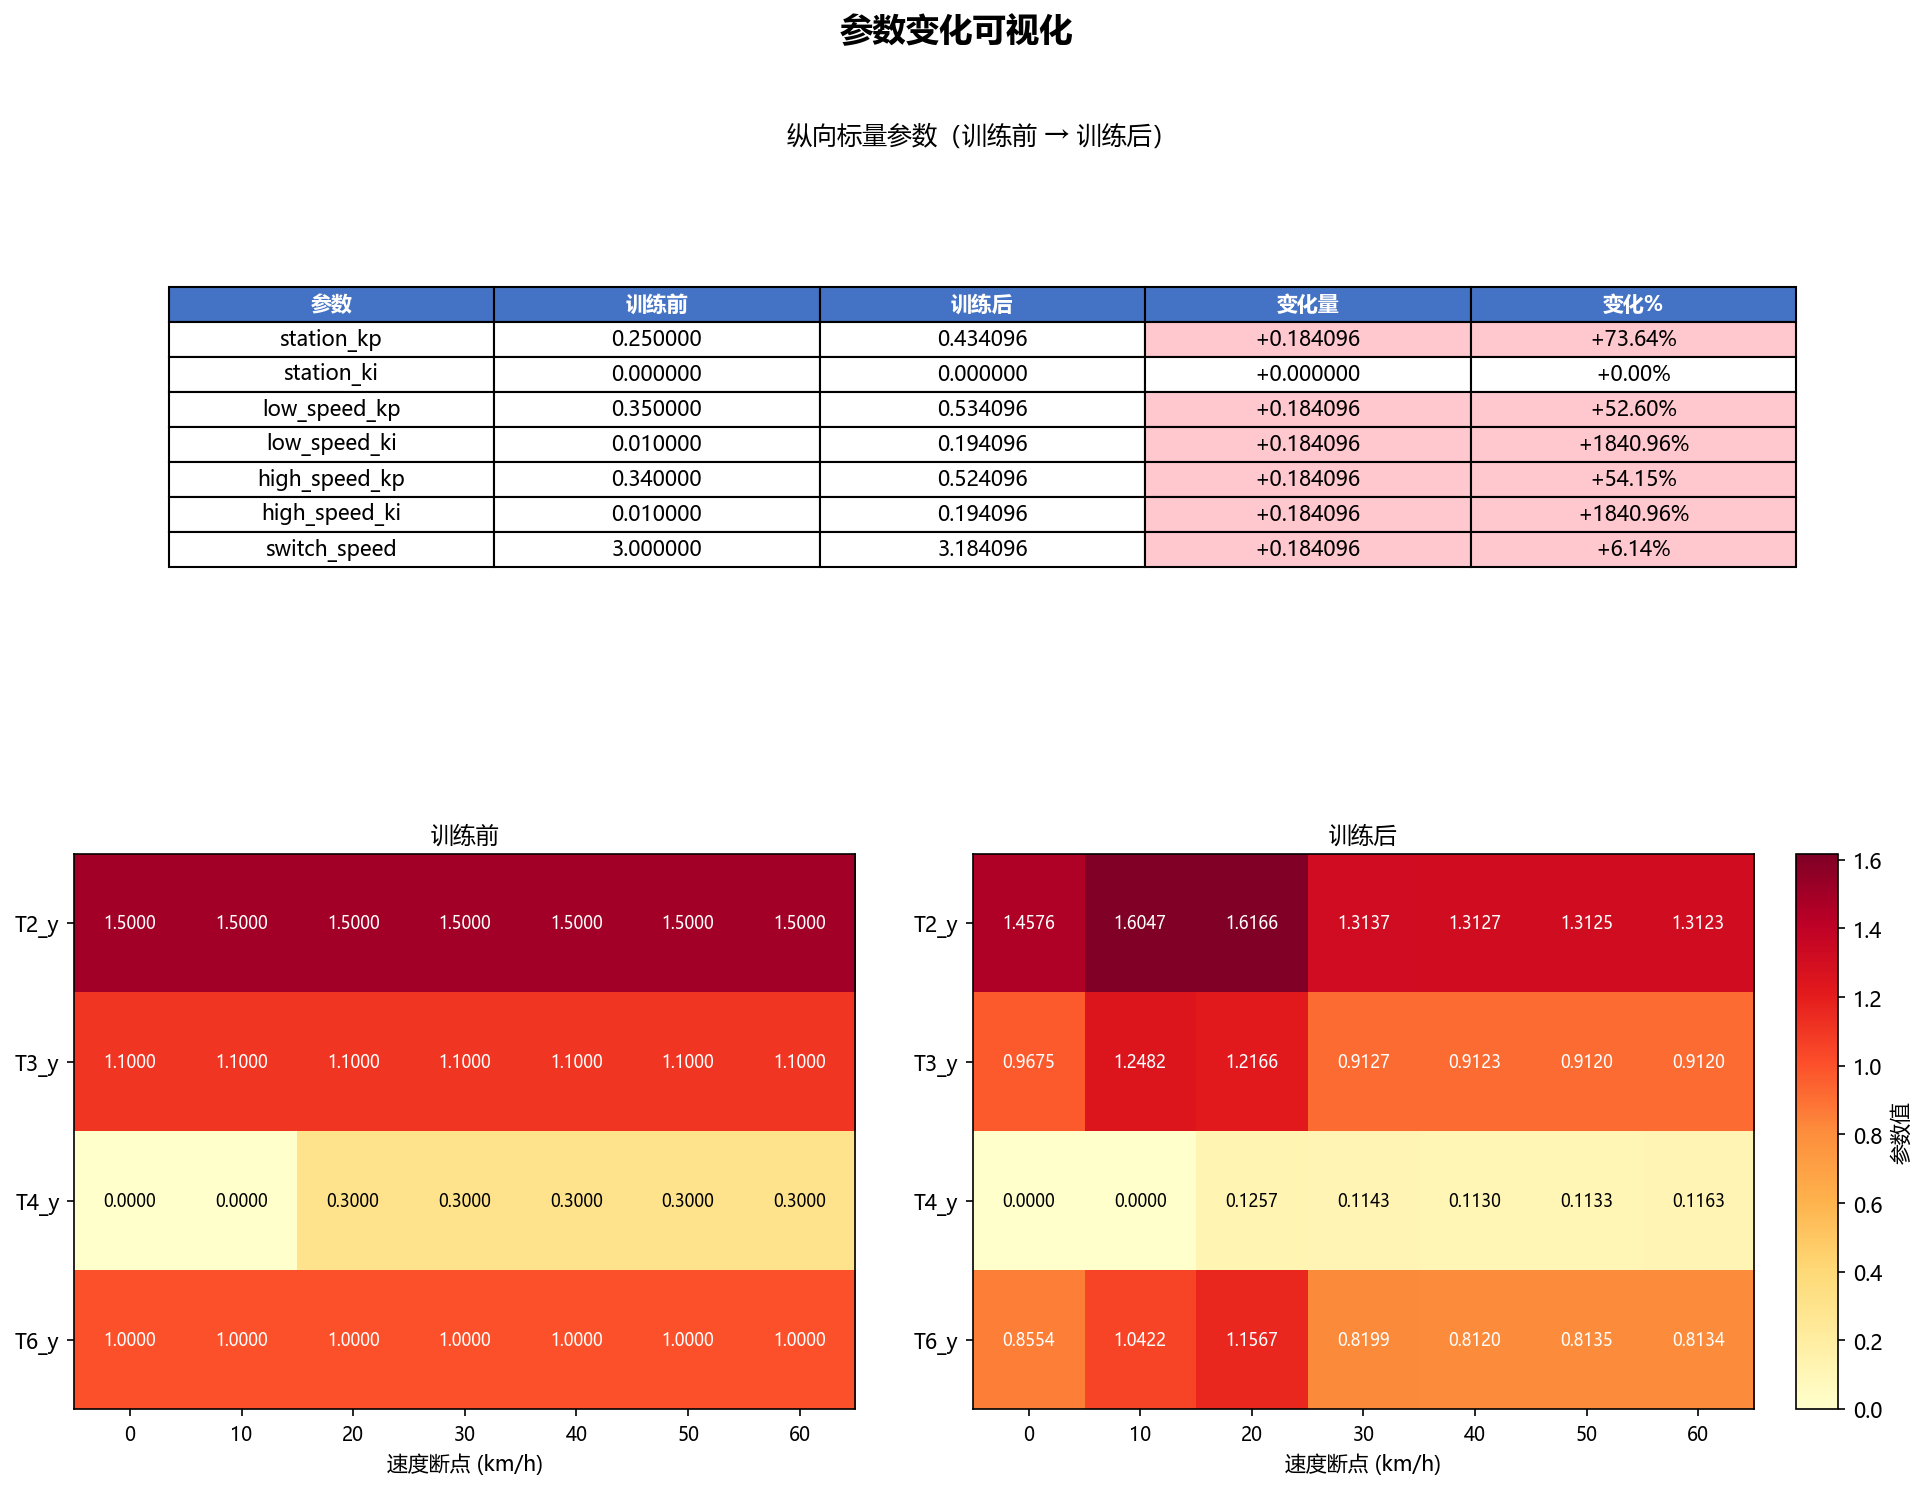 参数变化可视化
纵向标量参数（训练前 → 训练后）
参数 训练前 训练后 变化量 变化%
station_kp 0.250000 0.434096 +0.184096 +73.64%
station_ki 0.000000 0.000000 +0.000000 +0.00%
low_speed_kp 0.350000 0.534096 +0.184096 +52.60%
low_speed_ki 0.010000 0.194096 +0.184096 +1840.96%
high_speed_kp 0.340000 0.524096 +0.184096 +54.15%
high_speed_ki 0.010000 0.194096 +0.184096 +1840.96%
switch_speed 3.000000 3.184096 +0.184096 +6.14%
训练前
T2_y 1.5000 1.5000 1.5000 1.5000 1.5000 1.5000 1.5000
T3_y 1.1000 1.1000 1.1000 1.1000 1.1000 1.1000 1.1000
T4_y 0.0000 0.0000 0.3000 0.3000 0.3000 0.3000 0.3000
T6_y 1.0000 1.0000 1.0000 1.0000 1.0000 1.0000 1.0000
0 10 20 30 40 50 60
速度断点 (km/h)
训练后
T2_y 1.4576 1.6047 1.6166 1.3137 1.3127 1.3125 1.3123
T3_y 0.9675 1.2482 1.2166 0.9127 0.9123 0.9120 0.9120
T4_y 0.0000 0.0000 0.1257 0.1143 0.1130 0.1133 0.1163
T6_y 0.8554 1.0422 1.1567 0.8199 0.8120 0.8135 0.8134
0 10 20 30 40 50 60
速度断点 (km/h)
1.6
1.4
1.2
1.0
0.8
0.6
0.4
0.2
0.0
参数值